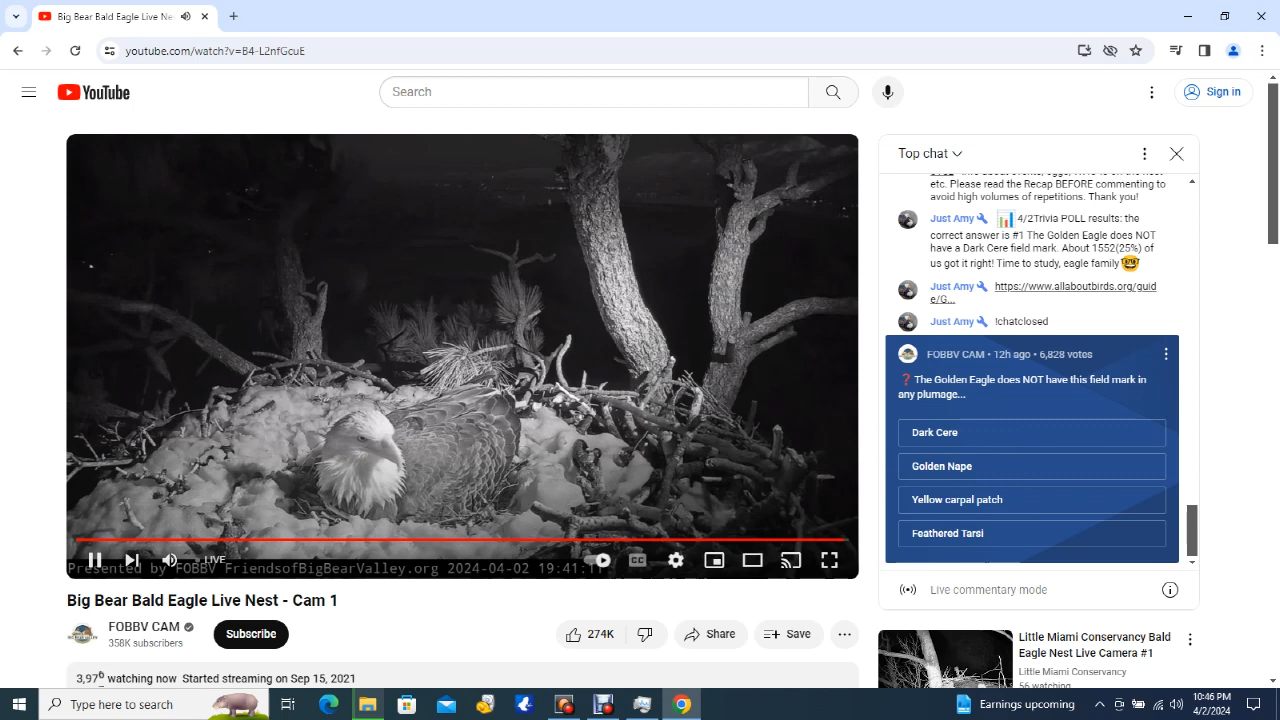 Big Bear Bald Eagle Live Ne
youtube.com/watch?v=B4-L2nfGcuE
YouTube
Search
Sign in
Top chat
etc. Please read the Recap BEFORE commenting to
avoid high volumes of repetitions. Thank you!
Just Amy 4/2Trivia POLL results: the
correct answer is #1 The Golden Eagle does NOT
have a Dark Cere field mark. About 1552(25%) of
us got it right! Time to study, eagle family
Just Amy https://www.allaboutbirds.org/guid
e/G...
Just Amy !chatclosed
FOBBV CAM • 12h ago • 6,828 votes
❓The Golden Eagle does NOT have this field mark in
any plumage...
Dark Cere
Golden Nape
Yellow carpal patch
Feathered Tarsi
Live commentary mode
LIVE
CC
Presented by FOBBV FriendsofBigBearValley.org 2024-04-02 19:41:11
Big Bear Bald Eagle Live Nest - Cam 1
FOBBV CAM
358K subscribers
Subscribe
274K
Share
Save
watching now Started streaming on Sep 15, 2021
Little Miami Conservancy Bald
Eagle Nest Live Camera #1
Little Miami Conservancy
56 watching
Type here to search
Earnings upcoming
10:46 PM
4/2/2024